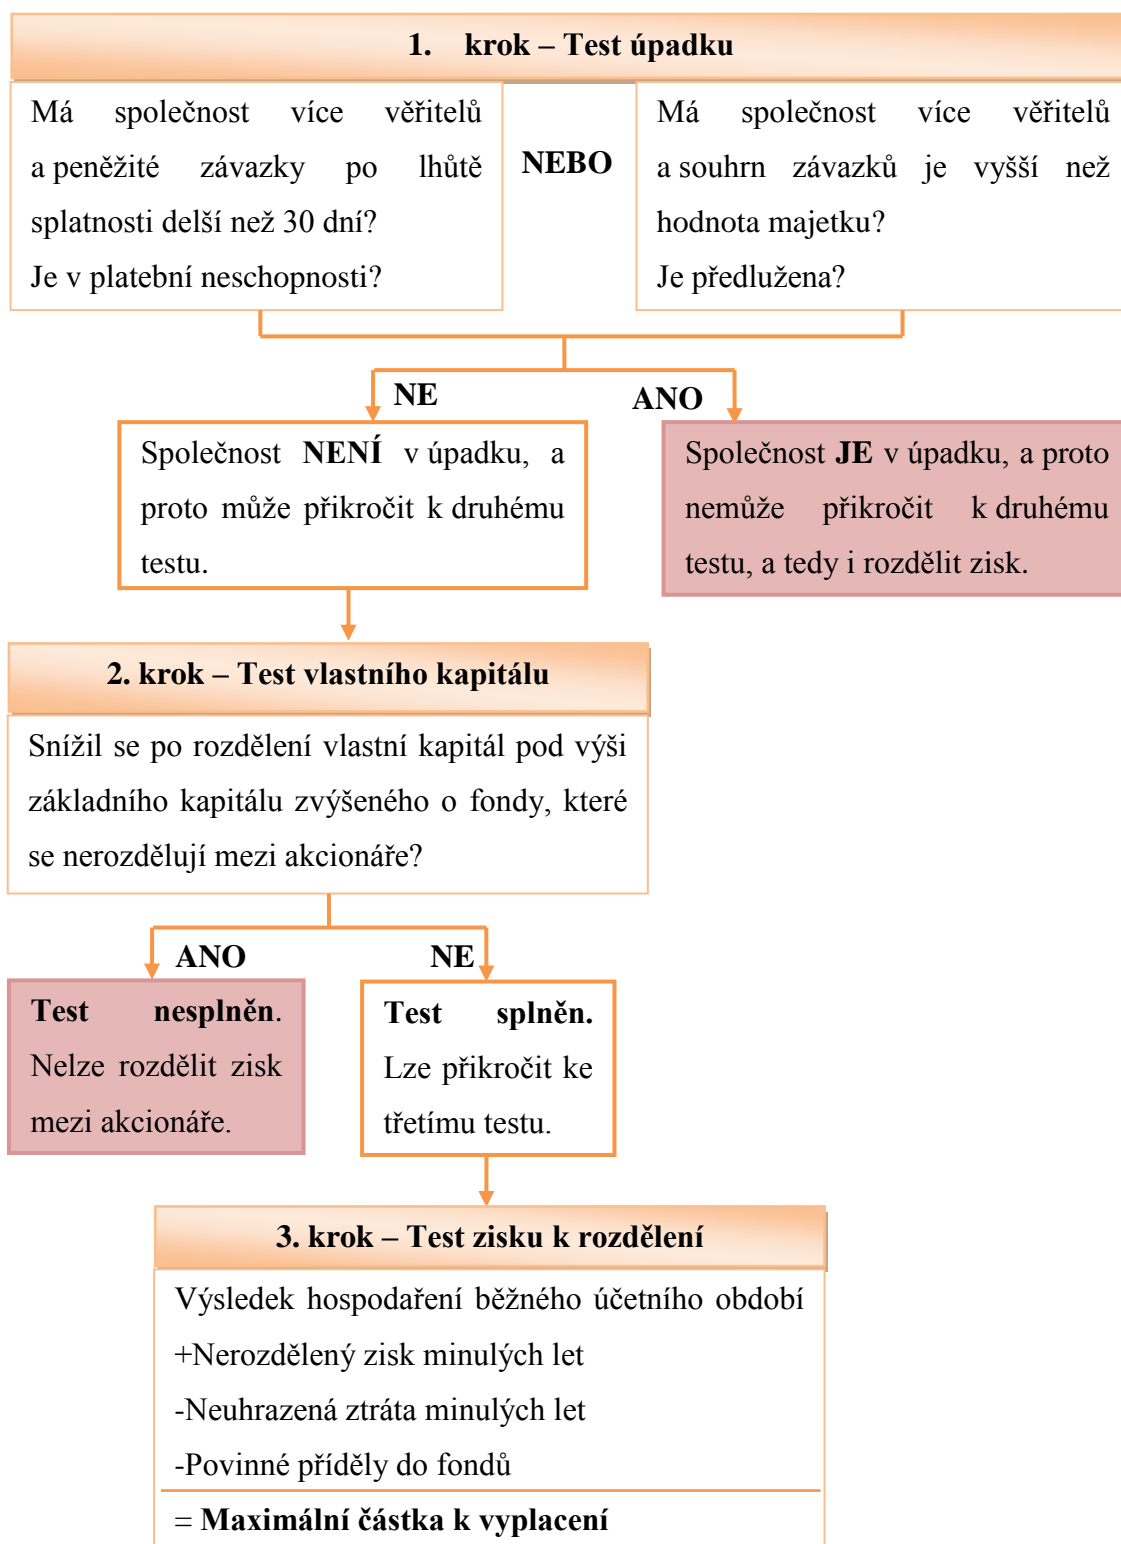 1. krok – Test úpadku
Má společnost více věřitelů
a peněžité závazky po lhůtě
splatnosti delší než 30 dní?
Je v platební neschopnosti?
NEBO
Má společnost více věřitelů
a souhrn závazků je vyšší než
hodnota majetku?
Je předlužena?
NE
ANO
Společnost NENÍ v úpadku, a
proto může přikročit k druhému
testu.
Společnost JE v úpadku, a proto
nemůže přikročit k druhému
testu, a tedy i rozdělit zisk.
2. krok – Test vlastního kapitálu
Snížil se po rozdělení vlastní kapitál pod výši
základního kapitálu zvýšeného o fondy, které
se nerozdělují mezi akcionáře?
ANO
NE
Test nesplněn.
Nelze rozdělit zisk
mezi akcionáře.
Test splněn.
Lze přikročit ke
třetímu testu.
3. krok – Test zisku k rozdělení
Výsledek hospodaření běžného účetního období
+Nerozdělený zisk minulých let
-Neuhrazená ztráta minulých let
-Povinné příděly do fondů
= Maximální částka k vyplacení